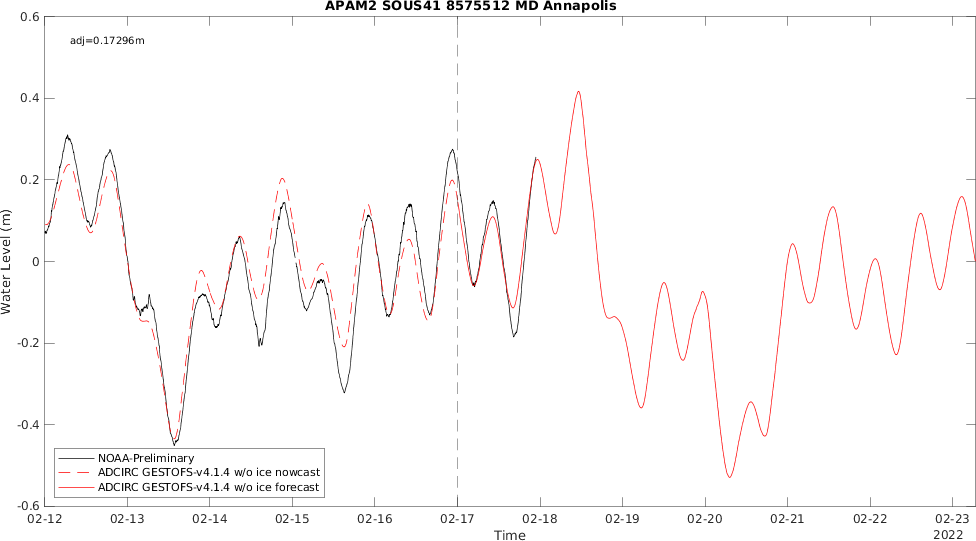 APAM2 SOUS41 8575512 MD Annapolis
adj=0.17296m
0.6
0.4
0.2
0
-0.2
-0.4
-0.6
Water Level (m)
NOAA-Preliminary
ADCIRC GESTOFS-v4.1.4 w/o ice nowcast
ADCIRC GESTOFS-v4.1.4 w/o ice forecast
02-12 02-13 02-14 02-15 02-16 02-17 02-18 02-19 02-20 02-21 02-22 02-23
Time
2022